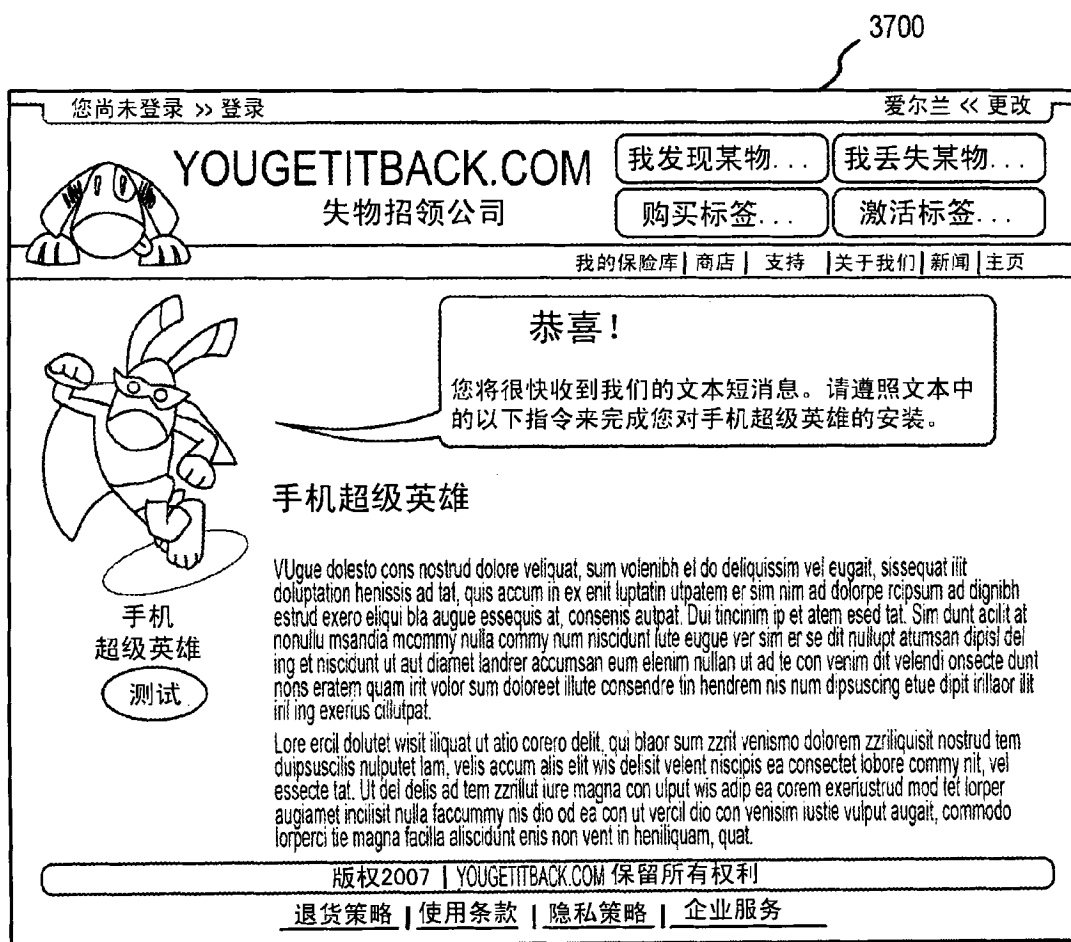 3700
您尚未登录 >> 登录
爱尔兰 << 更改
YOUGETITBACK.COM
失物招领公司
我发现某物...
我丢失某物...
购买标签...
激活标签...
我的保险库 | 商店 | 支持 | 关于我们 | 新闻 | 主页
恭喜!
您将很快收到我们的文本短消息。请遵照文本中
的以下指令来完成您对手机超级英雄的安装。
手机超级英雄
手机
超级英雄
测试
VUgue dolesto cons nostrud dolore veliquat, sum volenibh el do deliquissim vel eugait, sissequat ilit
doluptation henissis ad tat, quis accum in ex enit luptatin utpatem er sim nim ad dolorpe rcipsum ad dignibh
estrud exero eliqui bla augue essequis at, consenis autpat. Dui tincinim ip et atem esed tat. Sim dunt acilit at
nonullu msandia mcommy nulla commy num niscidunt lute eugue ver sim er se dit nullupt atumsan dipisl del
ing et niscidunt ut aut diamet landrer accumsan eum elenim nullan ut ad te con venim dit velendi onsecte dunt
nons eratem quam irit volor sum doloreet illute consendre tin hendrem nis num dipsuscing etue dipit irillaor ilit
iril ing exerius cillutpat.
Lore ercil dolutet wisit iliquat ut atio corero delit, qui blaor sum zzrit venismo dolorem zzriliquisit nostrud tem
duipsuscilis nulputet lam, velis accum alis elit wis delisit velent niscipis ea consectet lobore commy nit, vel
essecte tat. Ut del delis ad tem zzrillut iure magna con ulput wis adip ea corem exeriustrud mod tet lorper
augiamet incilisit nulla faccummy nis dio od ea con ut vercil dio con venisim iustie vulput augait, commodo
lorperci tie magna facilla aliscidunt enis non vent in heniliquam, quat.
版权2007 | YOUGETITBACK.COM 保留所有权利
退货策略 | 使用条款 | 隐私策略 | 企业服务